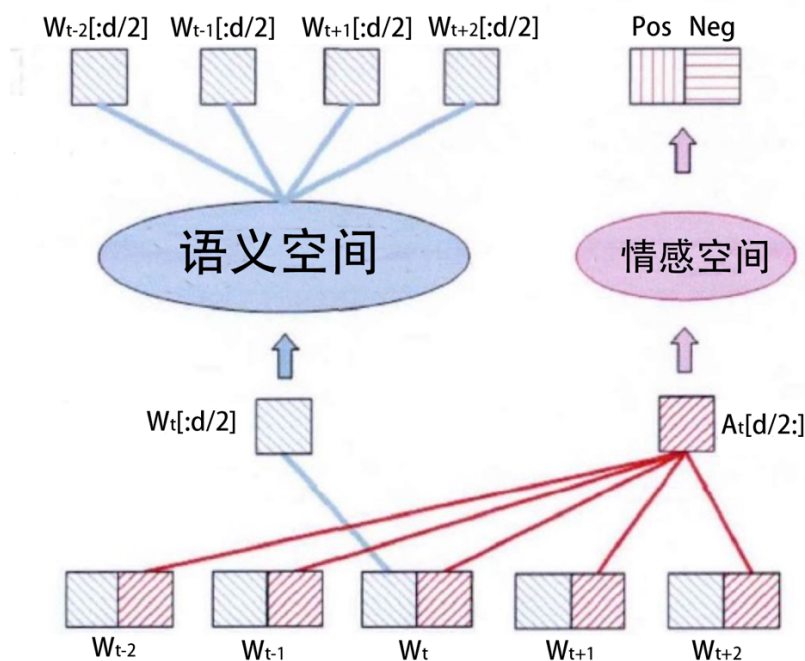 Wt-2[:d/2] Wt-1[:d/2] Wt+1[:d/2] Wt+2[:d/2] Pos Neg
语义空间 情感空间
Wt[:d/2] At[d/2:]
Wt-2 Wt-1 Wt Wt+1 Wt+2